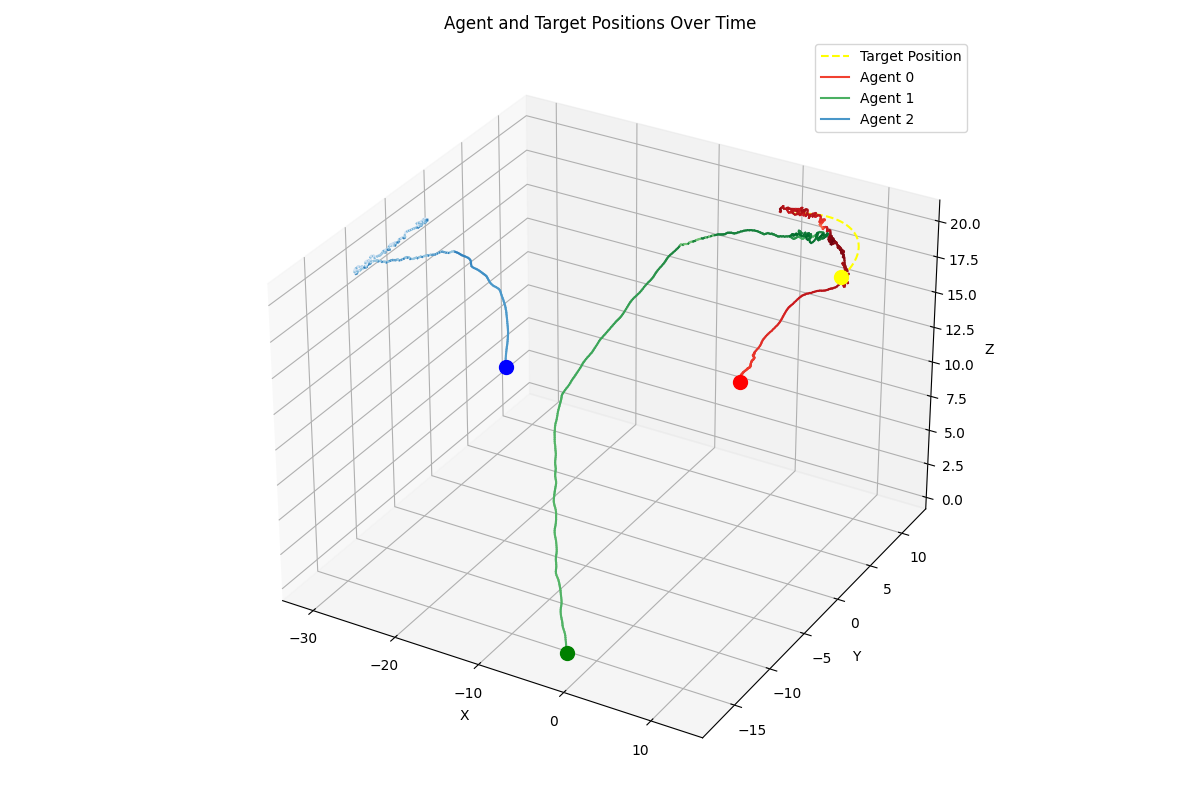 Agent and Target Positions Over Time
Target Position
Agent 0
Agent 1
Agent 2
20.0
17.5
15.0
12.5
10.0
7.5
5.0
2.5
0.0
Z
10
5
0
−5
−10
−15
Y
−30
−20
−10
0
10
X